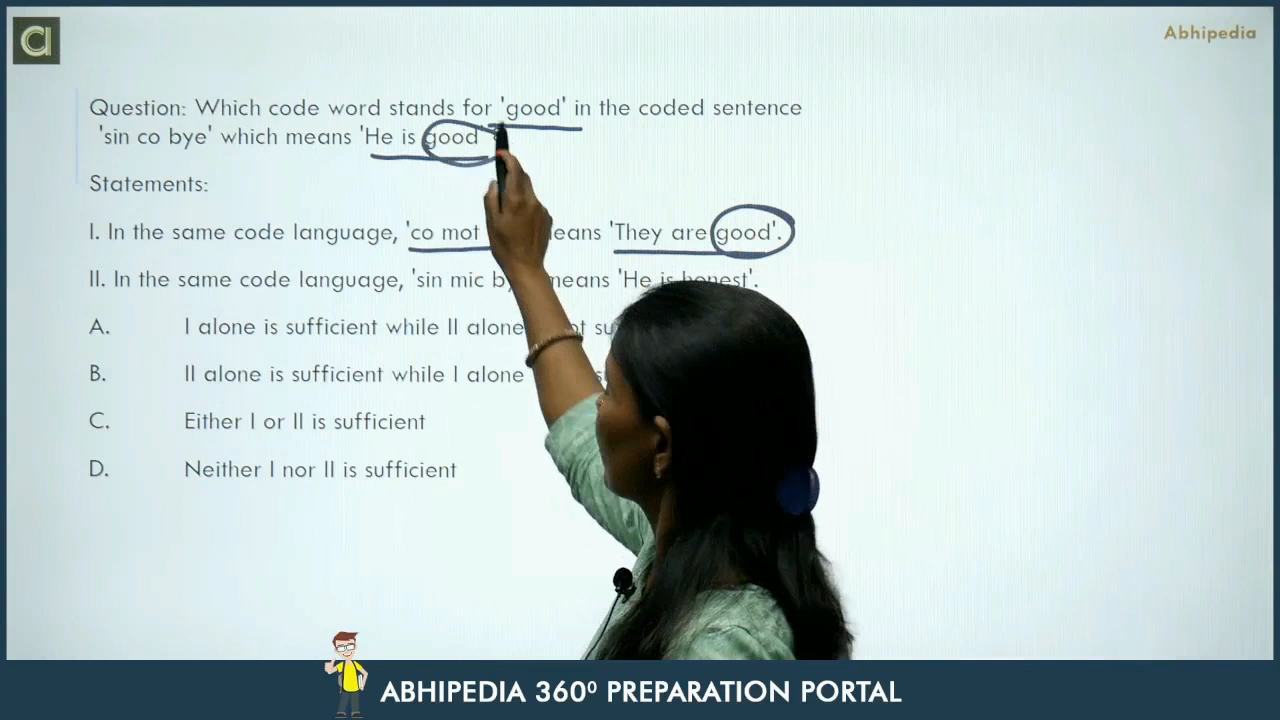 Abhipedia
Question: Which code word stands for 'good' in the coded sentence
'sin co bye' which means 'He is good'
Statements:
I. In the same code language, 'co mot means 'They are good'.
II. In the same code language, 'sin mic means 'He is honest'.
A. I alone is sufficient while II alone
B. II alone is sufficient while I alone
C. Either I or II is sufficient
D. Neither I nor II is sufficient
ABHIPEDIA 360⁰ PREPARATION PORTAL